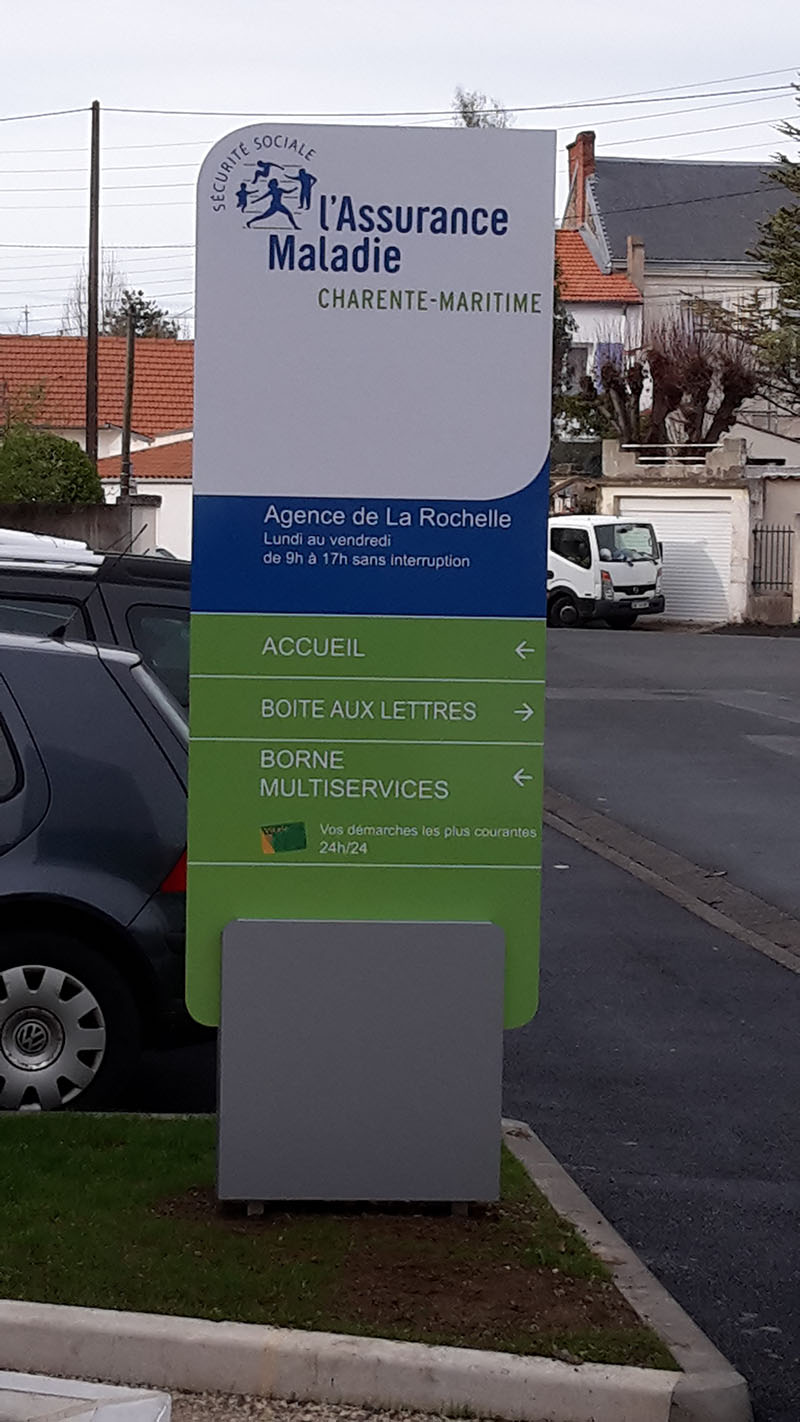 SÉCURITÉ SOCIALE
l'Assurance
Maladie
CHARENTE-MARITIME
Agence de La Rochelle
Lundi au vendredi
de 9h à 17h sans interruption
ACCUEIL ←
BOITE AUX LETTRES →
BORNE
MULTISERVICES ←
Vos démarches les plus courantes
24h/24